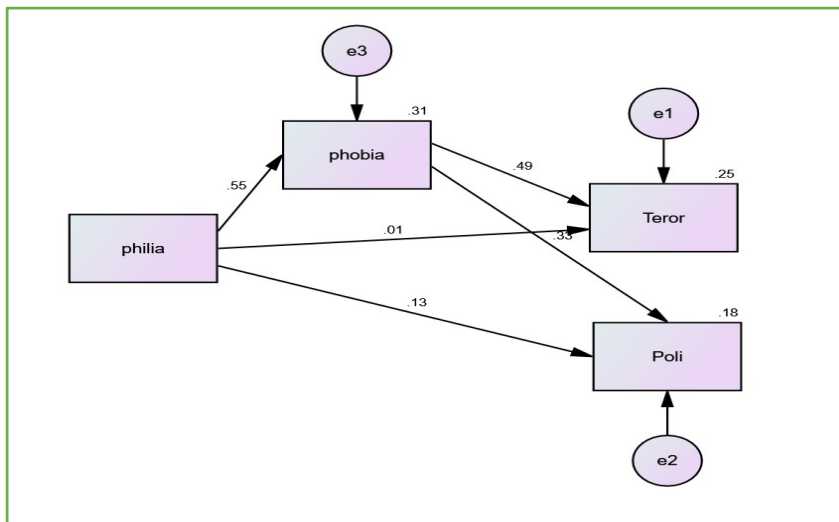 e3
.31
phobia
e1
.25
.49
Teror
.55
philia
.01
.33
.13
.18
Poli
e2